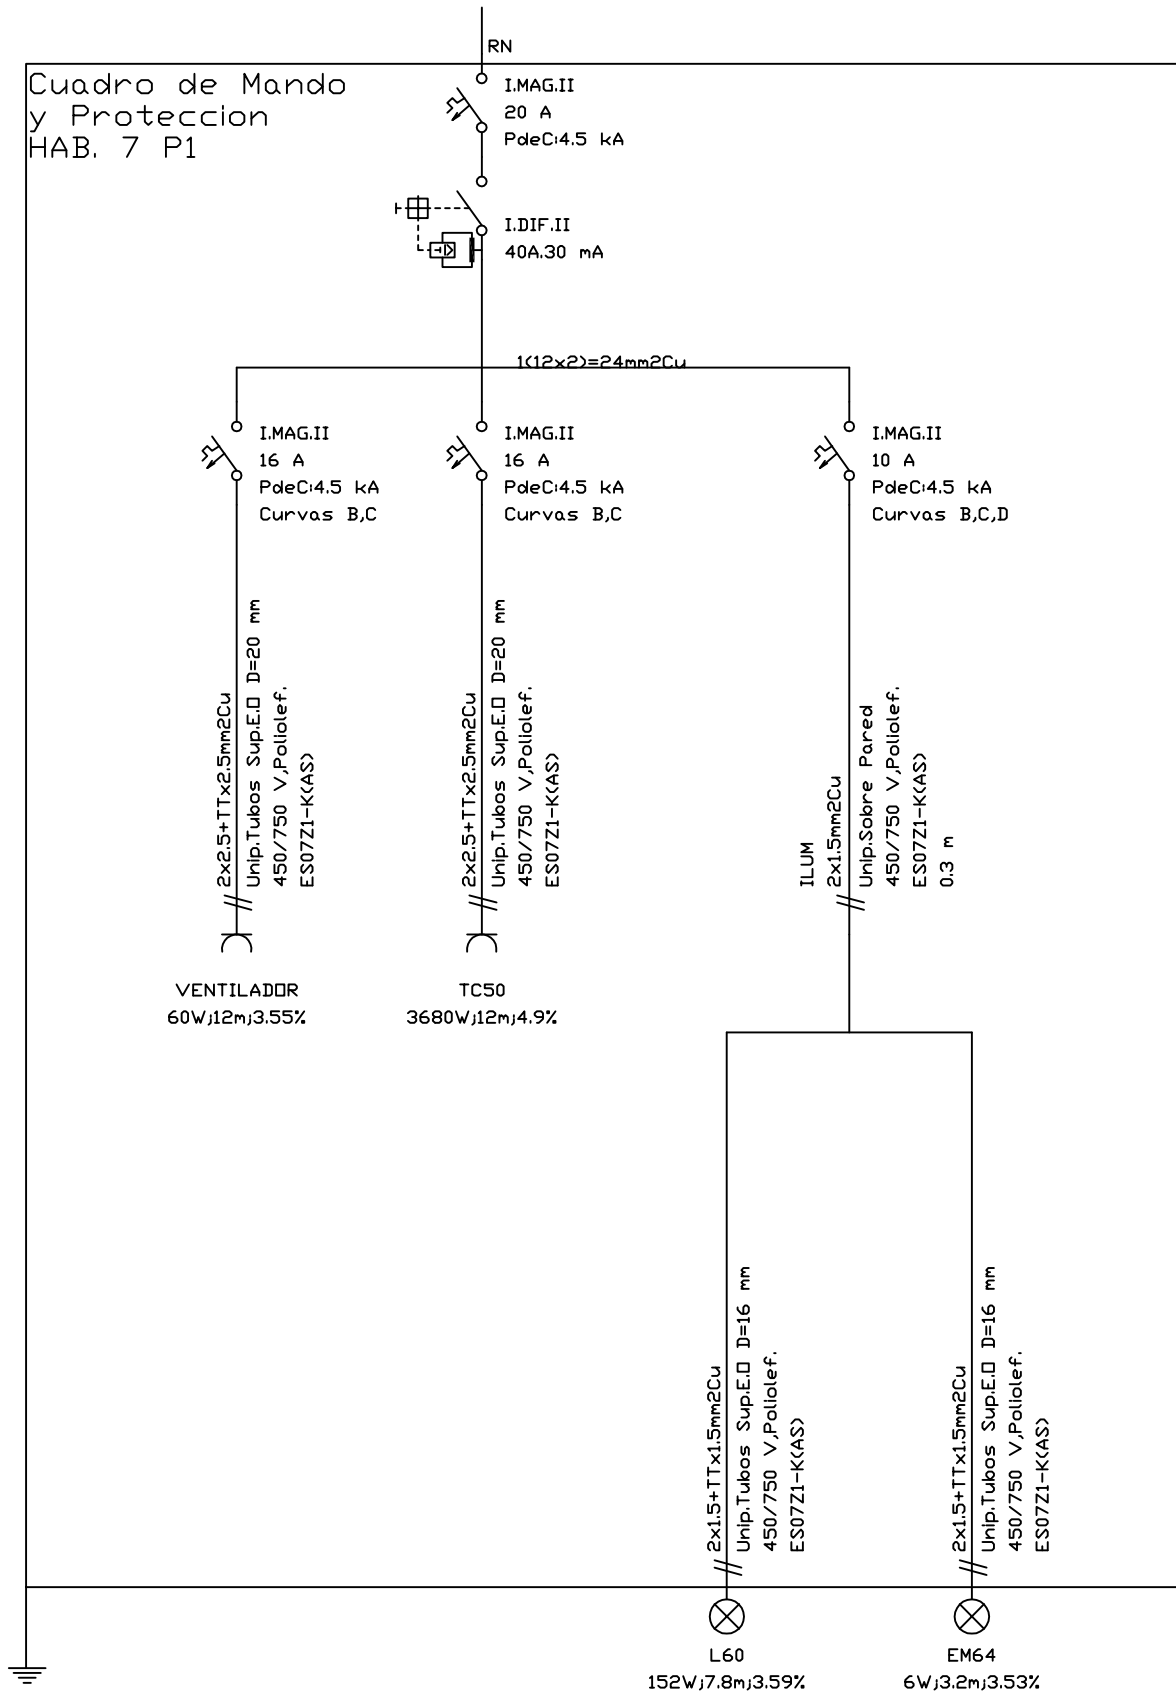 RN
Cuadro de Mando
y Proteccion
HAB. 7 P1
I.MAG.II
20 A
PdeC:4.5 kA
I.DIF.II
40A.30 mA
1(12x2)=24mm2Cu
I.MAG.II
16 A
PdeC:4.5 kA
Curvas B,C
I.MAG.II
16 A
PdeC:4.5 kA
Curvas B,C
I.MAG.II
10 A
PdeC:4.5 kA
Curvas B,C,D
2x2.5+TTx2.5mm2Cu
Unip.Tubos Sup.E.O D=20 mm
450/750 V,Poliolef.
ES07Z1-K(AS)
2x2.5+TTx2.5mm2Cu
Unip.Tubos Sup.E.O D=20 mm
450/750 V,Poliolef.
ES07Z1-K(AS)
ILUM
2x1.5mm2Cu
Unip.Sobre Pared
450/750 V,Poliolef.
ES07Z1-K(AS)
0.3 m
VENTILADOR
60W;12m;3.55%
TC50
3680W;12m;4.9%
2x1.5+TTx1.5mm2Cu
Unip.Tubos Sup.E.O D=16 mm
450/750 V,Poliolef.
ES07Z1-K(AS)
2x1.5+TTx1.5mm2Cu
Unip.Tubos Sup.E.O D=16 mm
450/750 V,Poliolef.
ES07Z1-K(AS)
L60
152W;7.8m;3.59%
EM64
6W;3.2m;3.53%